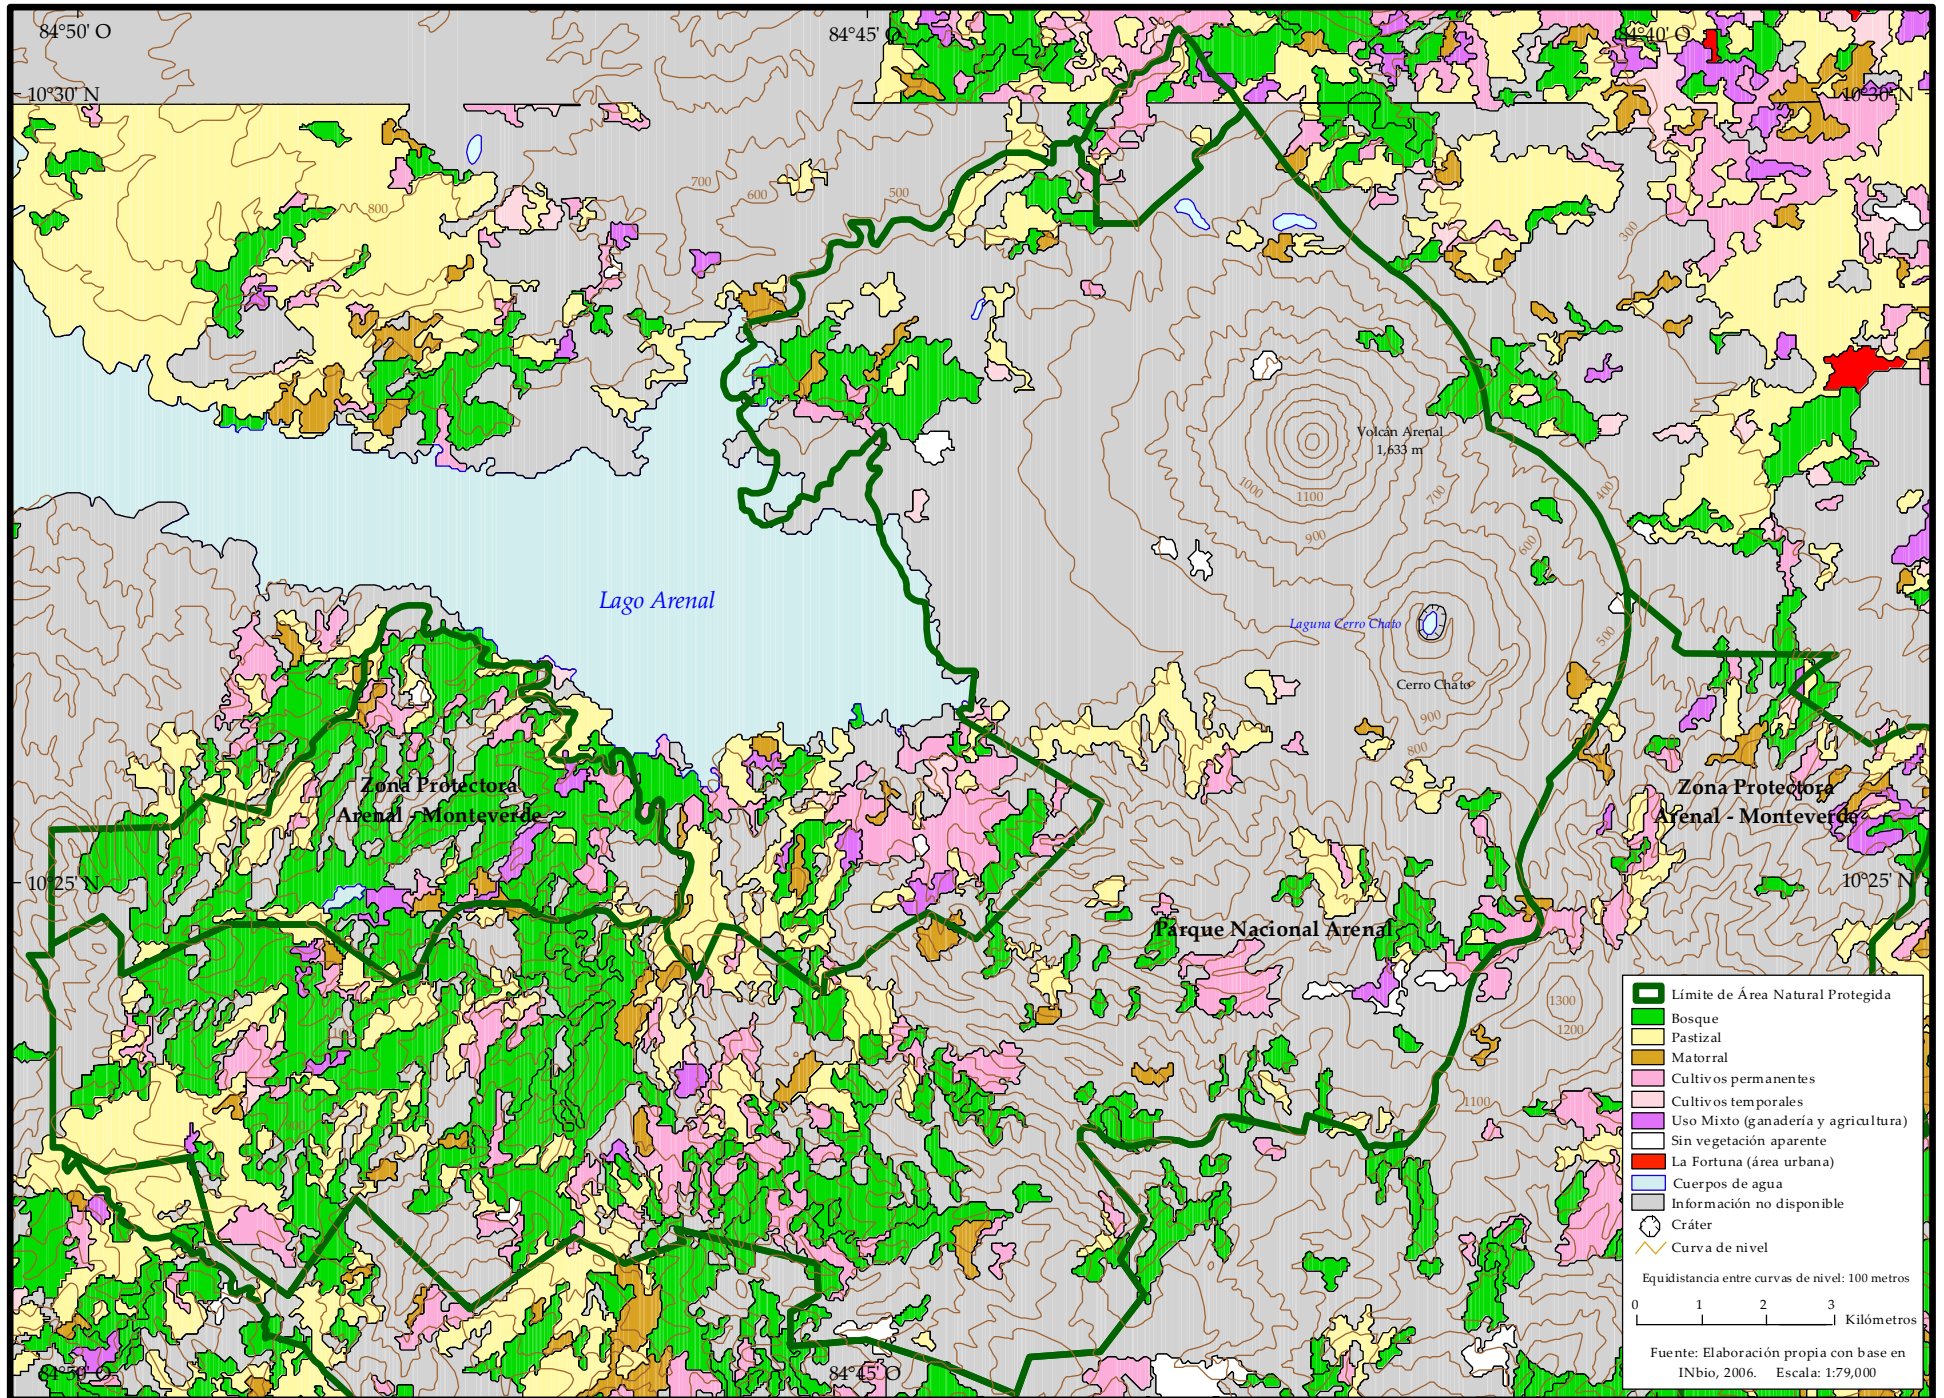 84°50' O
84°45' O
84°40' O
10°30' N
10°30' N
800
700
600
500
300
Volcán Arenal
1,633 m
1000
1100
700
400
900
600
Lago Arenal
Laguna Cerro Chato
500
Cerro Chato
900
800
Zona Protectora
Arenal - Monteverde
Zona Protectora
Arenal - Monteverde
10°25' N
10°25' N
Parque Nacional Arenal
1300
1200
1100
Límite de Área Natural Protegida
Bosque
Pastizal
Matorral
Cultivos permanentes
Cultivos temporales
Uso Mixto (ganadería y agricultura)
Sin vegetación aparente
La Fortuna (área urbana)
Cuerpos de agua
Información no disponible
Cráter
Curva de nivel
Equidistancia entre curvas de nivel: 100 metros
0 1 2 3
Kilómetros
Fuente: Elaboración propia con base en
INbio, 2006. Escala: 1:79,000
84°50' O
84°45' O